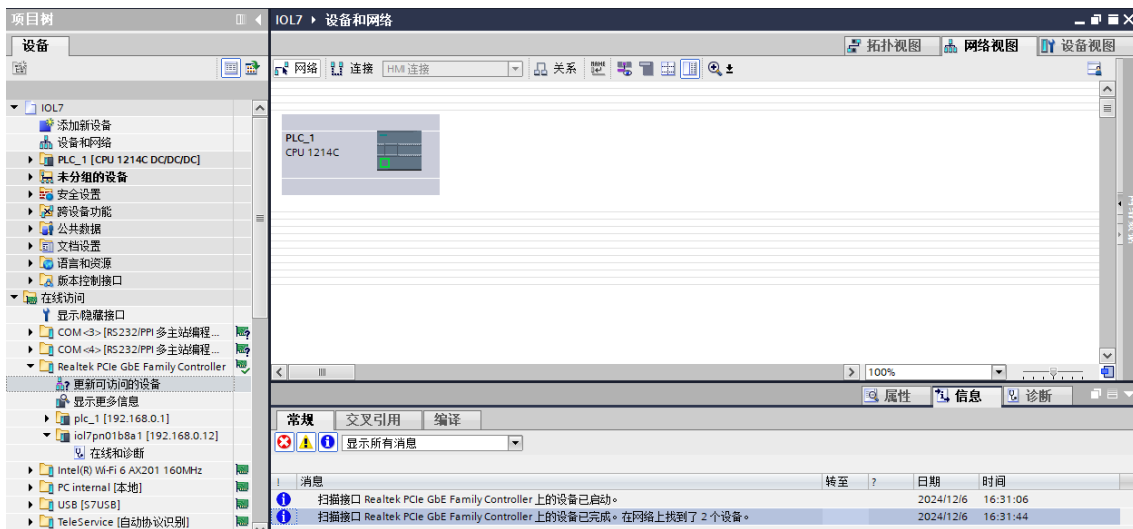 项目树
IOL7 ▸ 设备和网络
设备
拓扑视图
网络视图
设备视图
网络
连接
HMI 连接
关系
IOL7
添加新设备
设备和网络
PLC_1 [CPU 1214C DC/DC/DC]
未分组的设备
安全设置
跨设备功能
公共数据
文档设置
语言和资源
版本控制接口
在线访问
显示/隐藏接口
COM <3> [RS232/PPI 多主站编程...
COM <4> [RS232/PPI 多主站编程...
Realtek PCIe GbE Family Controller
更新可访问的设备
显示更多信息
plc_1 [192.168.0.1]
iol7pn01b8a1 [192.168.0.12]
在线和诊断
Intel(R) Wi-Fi 6 AX201 160MHz
PC internal [本地]
USB [S7USB]
TeleService [自动协议识别]
PLC_1
CPU 1214C
100%
属性
信息
诊断
常规
交叉引用
编译
显示所有消息
! 消息 转至 ? 日期 时间
扫描接口 Realtek PCIe GbE Family Controller 上的设备已启动。 2024/12/6 16:31:06
扫描接口 Realtek PCIe GbE Family Controller 上的设备已完成。在网络上找到了 2 个设备。 2024/12/6 16:31:44